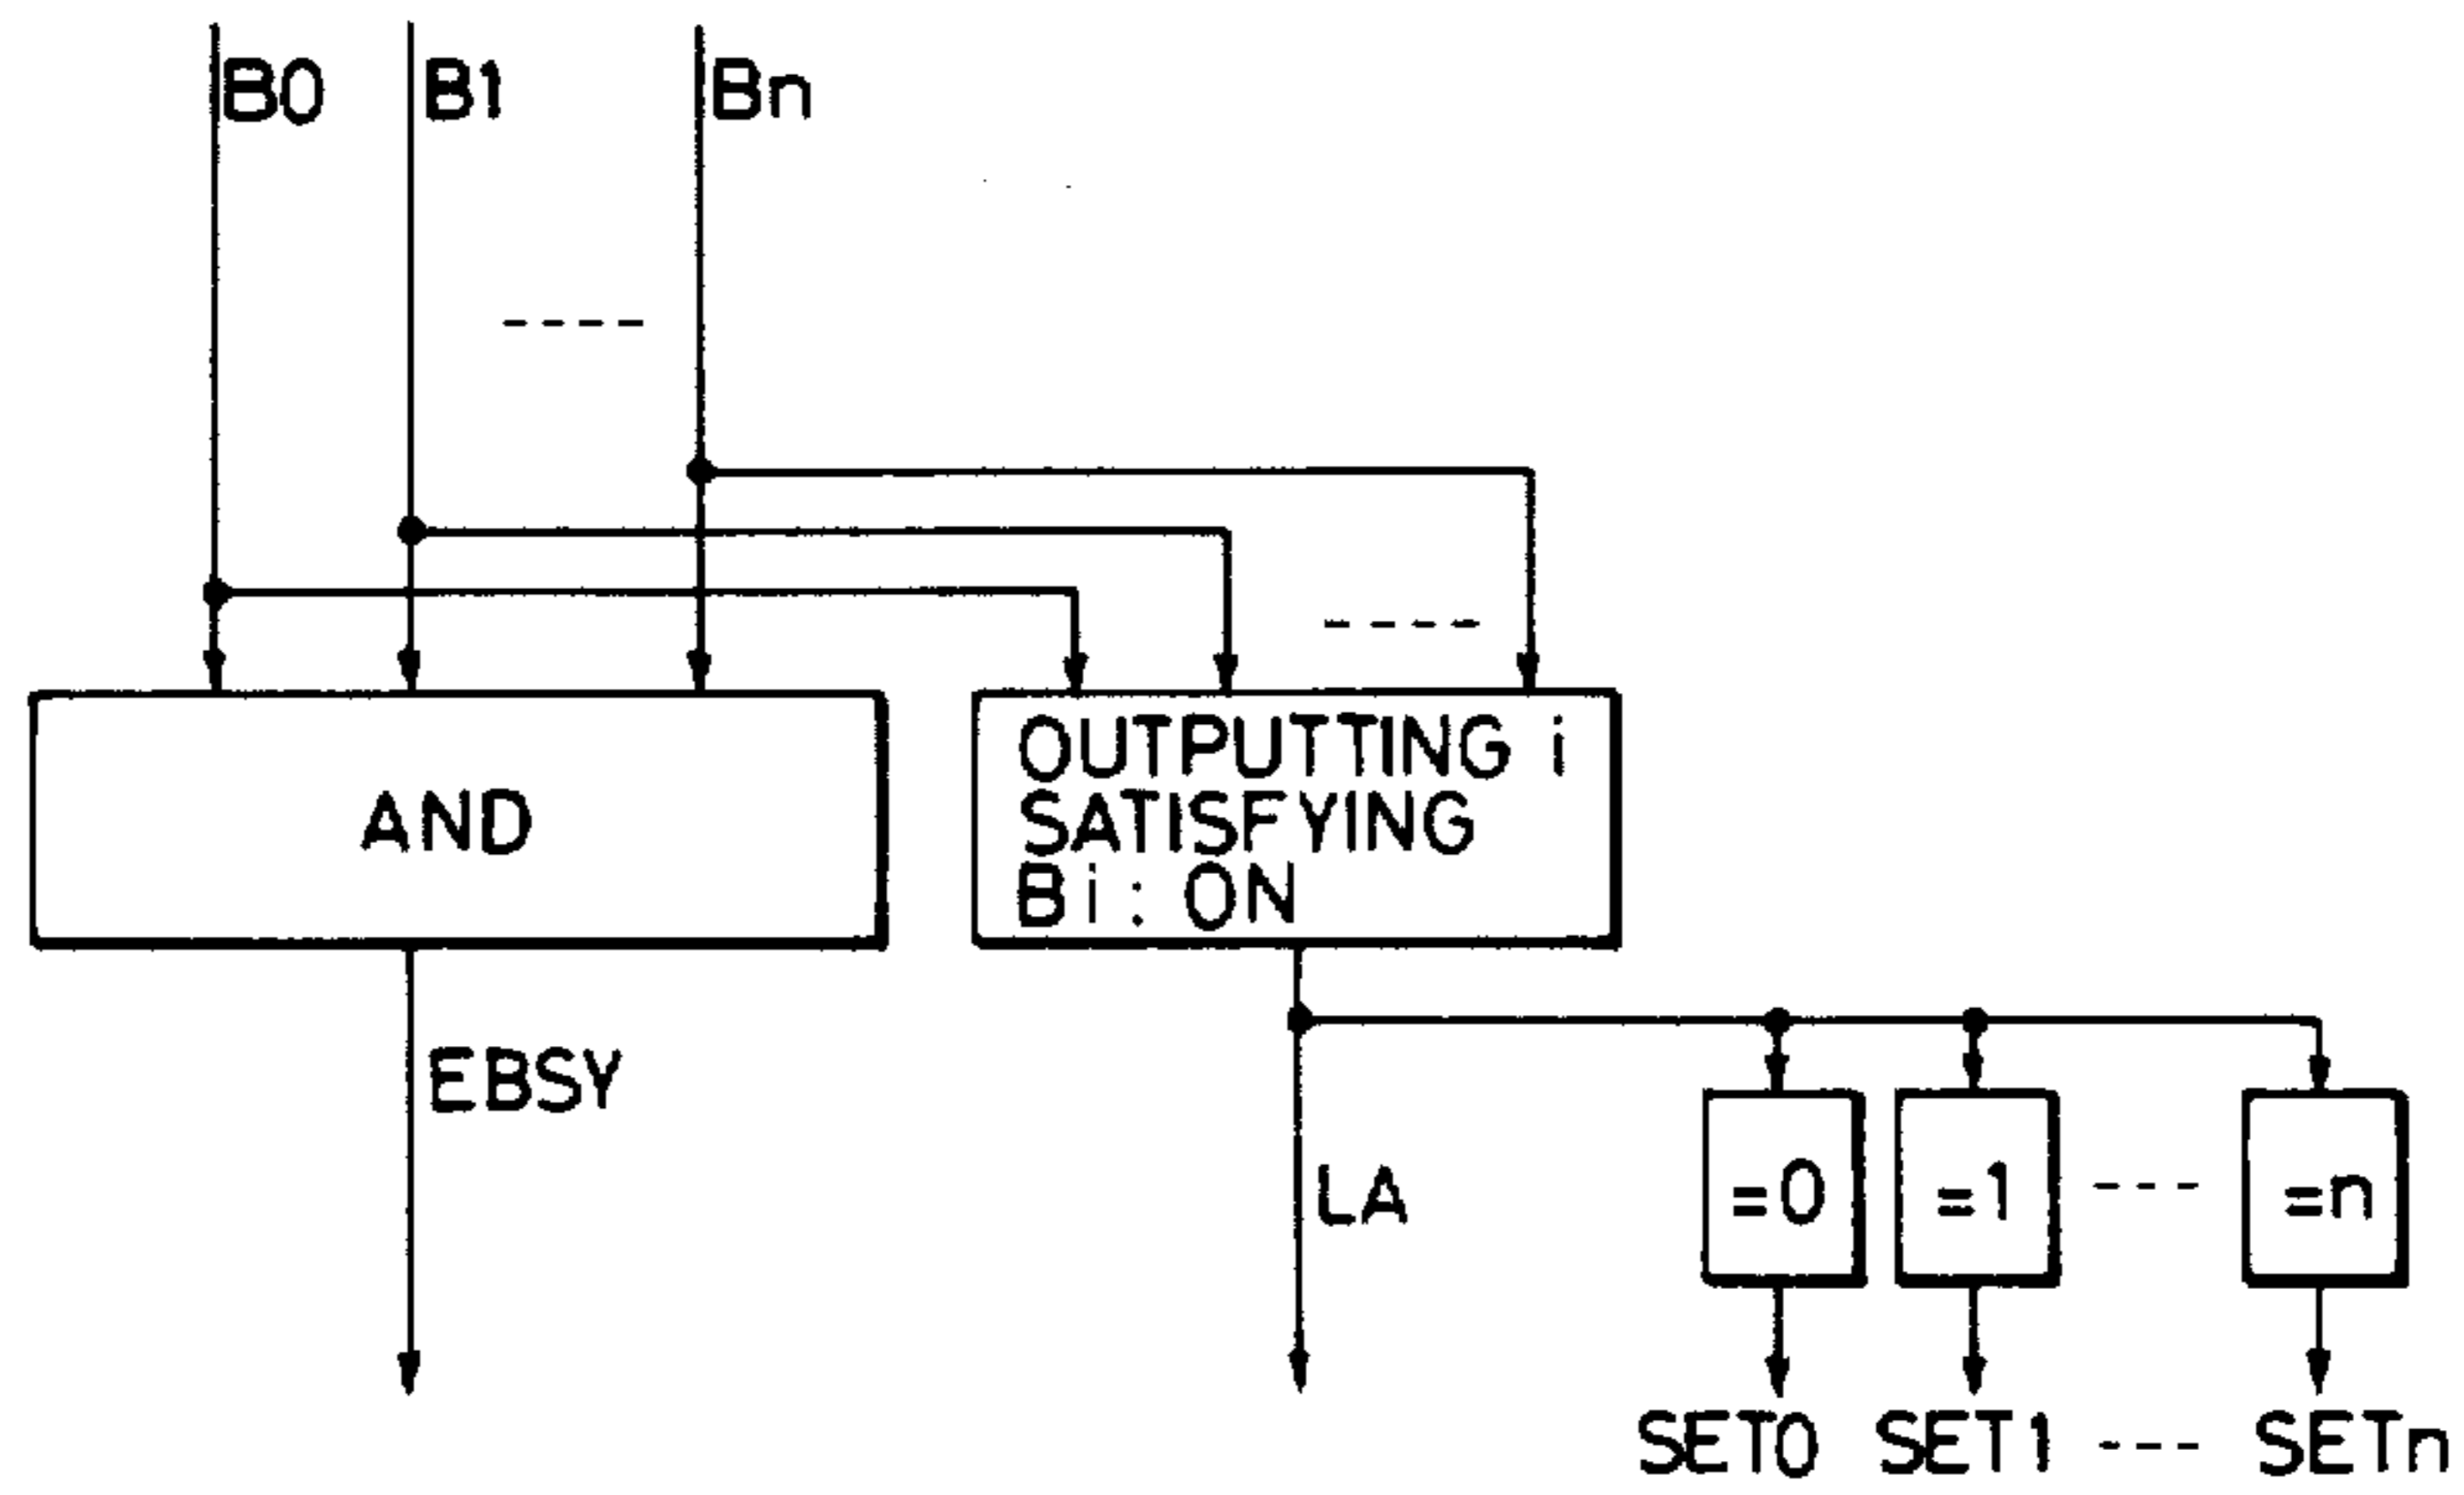 B0 B1 Bn
AND
OUTPUTTING i
SATISFYING
Bi : ON
EBSY
LA
=0 =1 =n
SET0 SET1 SETn